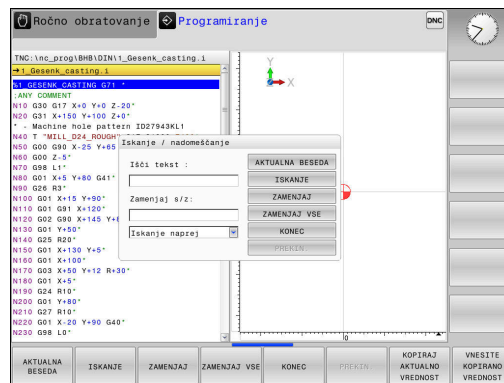 Ročno obratovanje
Programiranje
DNC
TNC:\nc_prog\BHB\DIN\1_Gesenk_casting.i
→1_Gesenk_casting.i
%1_GESENK_CASTING G71 *
;ANY COMMENT
N10 G30 G17 X+0 Y+0 Z-20*
N20 G31 X+150 Y+100 Z+0*
* - Machine hole pattern ID27943KL1
N40 T "MILL_D24_ROUGH"
N50 G00 G90 X-25 Y+65
N60 G00 Z-5*
N70 G98 L1*
N80 G01 X+80 G41*
N90 G26 R3*
N100 G01 X+15 Y+90*
N110 G01 G91 X+120*
N120 G02 G90 X+145 Y+8
N130 G01 Y+50*
N140 G25 R20*
N150 G01 X+130 Y+5*
N160 G01 X+100*
N170 G03 X+50 Y+12 R+30*
N180 G01 X+5*
N190 G24 R10*
N200 G01 Y+80*
N210 G27 R10*
N220 G01 X-20 Y+90 G40*
N230 G98 L0*
Y
X
0
Iskanje / nadomeščanje
Išči tekst :
Zamenjaj s/z:
Iskanje naprej
AKTUALNA BESEDA
ISKANJE
ZAMENJAJ
ZAMENJAJ VSE
KONEC
PREKIN.
AKTUALNA
BESEDA
ISKANJE
ZAMENJAJ
ZAMENJAJ VSE
KONEC
PREKIN.
KOPIRAJ
AKTUALNO
VREDNOST
VNESITE
KOPIRANO
VREDNOST